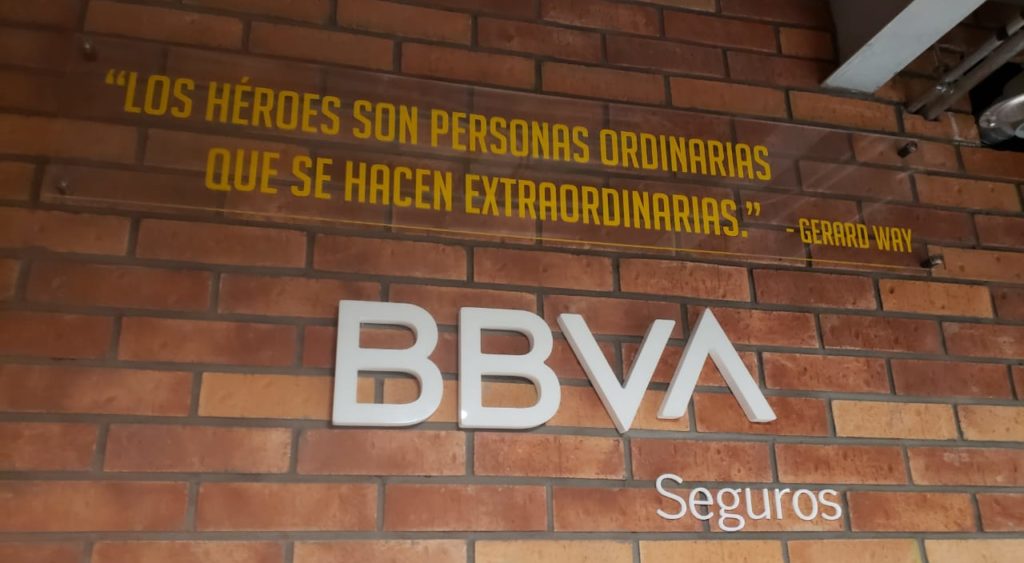 “LOS HÉROES SON PERSONAS ORDINARIAS
QUE SE HACEN EXTRAORDINARIAS.” - GERARD WAY
BBVA
Seguros